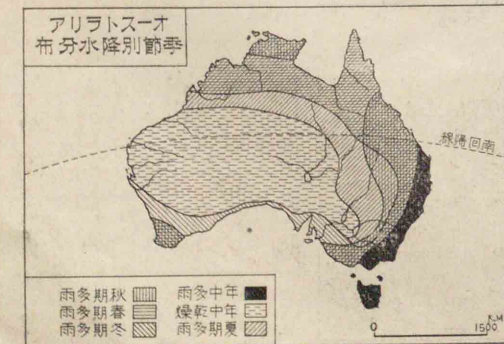 オーストラリア
季節別降水分布
南回歸線
年中多雨
年中乾燥
夏期多雨
秋期多雨
春期多雨
冬期多雨
KM
0 1500